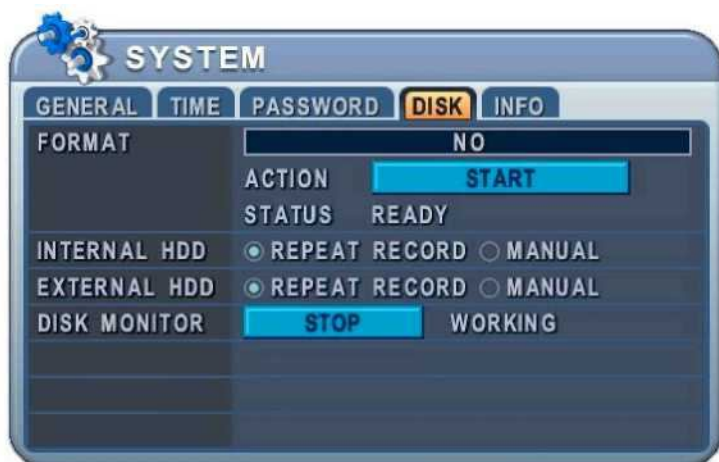 SYSTEM
GENERAL TIME PASSWORD DISK INFO
FORMAT NO
ACTION START
STATUS READY
INTERNAL HDD REPEAT RECORD MANUAL
EXTERNAL HDD REPEAT RECORD MANUAL
DISK MONITOR STOP WORKING